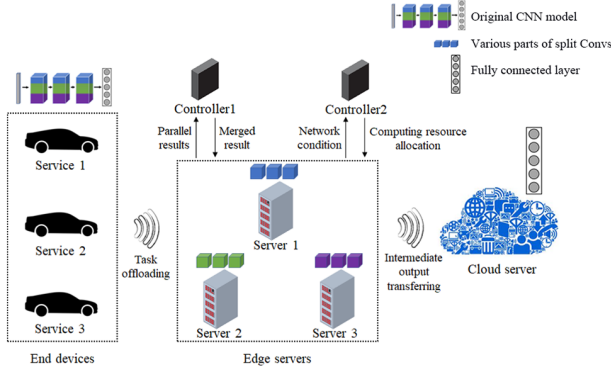 Original CNN model
Various parts of split Convs
Fully connected layer
Controller1
Controller2
Parallel
results
Merged
result
Network
condition
Computing resource
allocation
Service 1
Service 2
Service 3
Task
offloading
Server 1
Server 2
Server 3
Intermediate
output
transferring
Cloud server
End devices
Edge servers